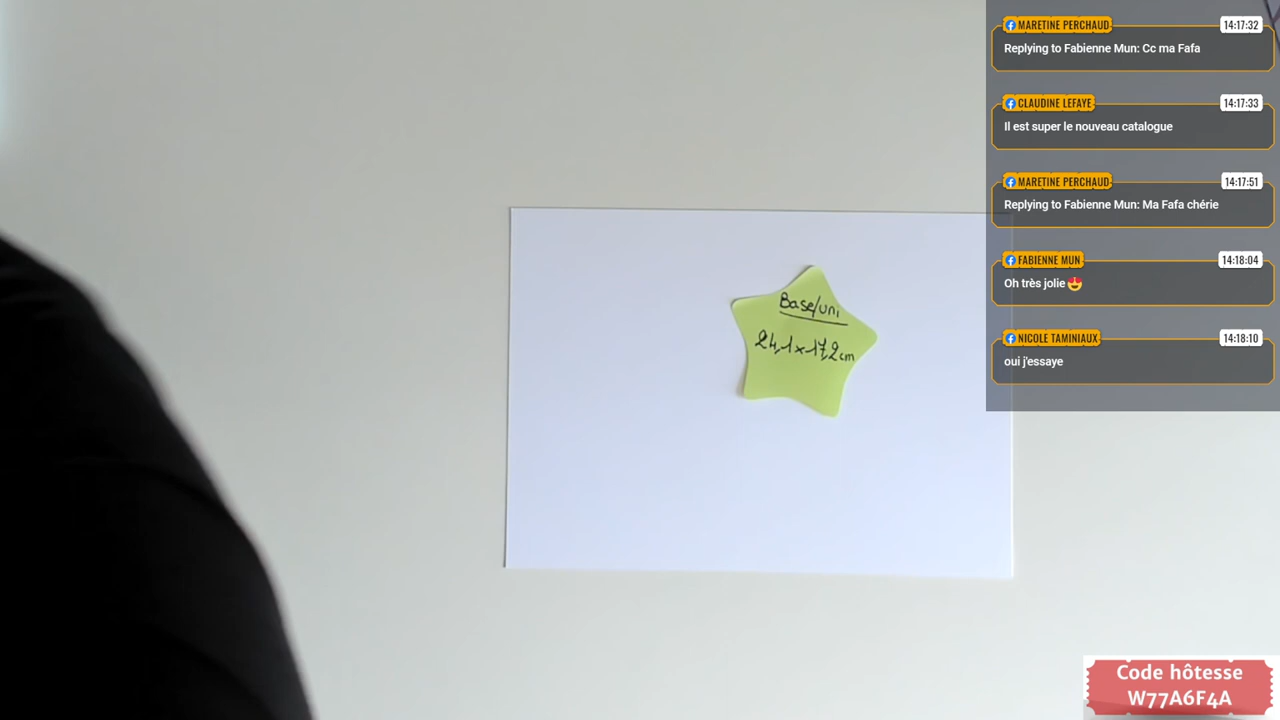 MARETINE PERCHAUD
14:17:32
Replying to Fabienne Mun: Cc ma Fafa
CLAUDINE LEFAYE
14:17:33
Il est super le nouveau catalogue
MARETINE PERCHAUD
14:17:51
Replying to Fabienne Mun: Ma Fafa chérie
FABIENNE MUN
14:18:04
Oh très jolie😍
NICOLE TAMINIAUX
14:18:10
oui j'essaye
Base/uni
24,1x17,2cm
Code hôtesse
W77A6F4A